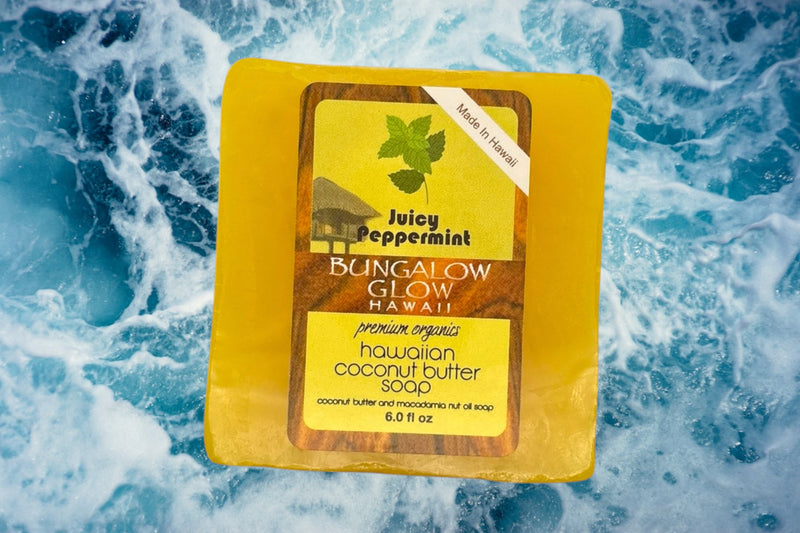 Made In Hawaii
Juicy
Peppermint
BUNGALOW
GLOW
HAWAII
premium organics
hawaiian
coconut butter
soap
coconut butter and macadamia nut oil soap
6.0 fl oz